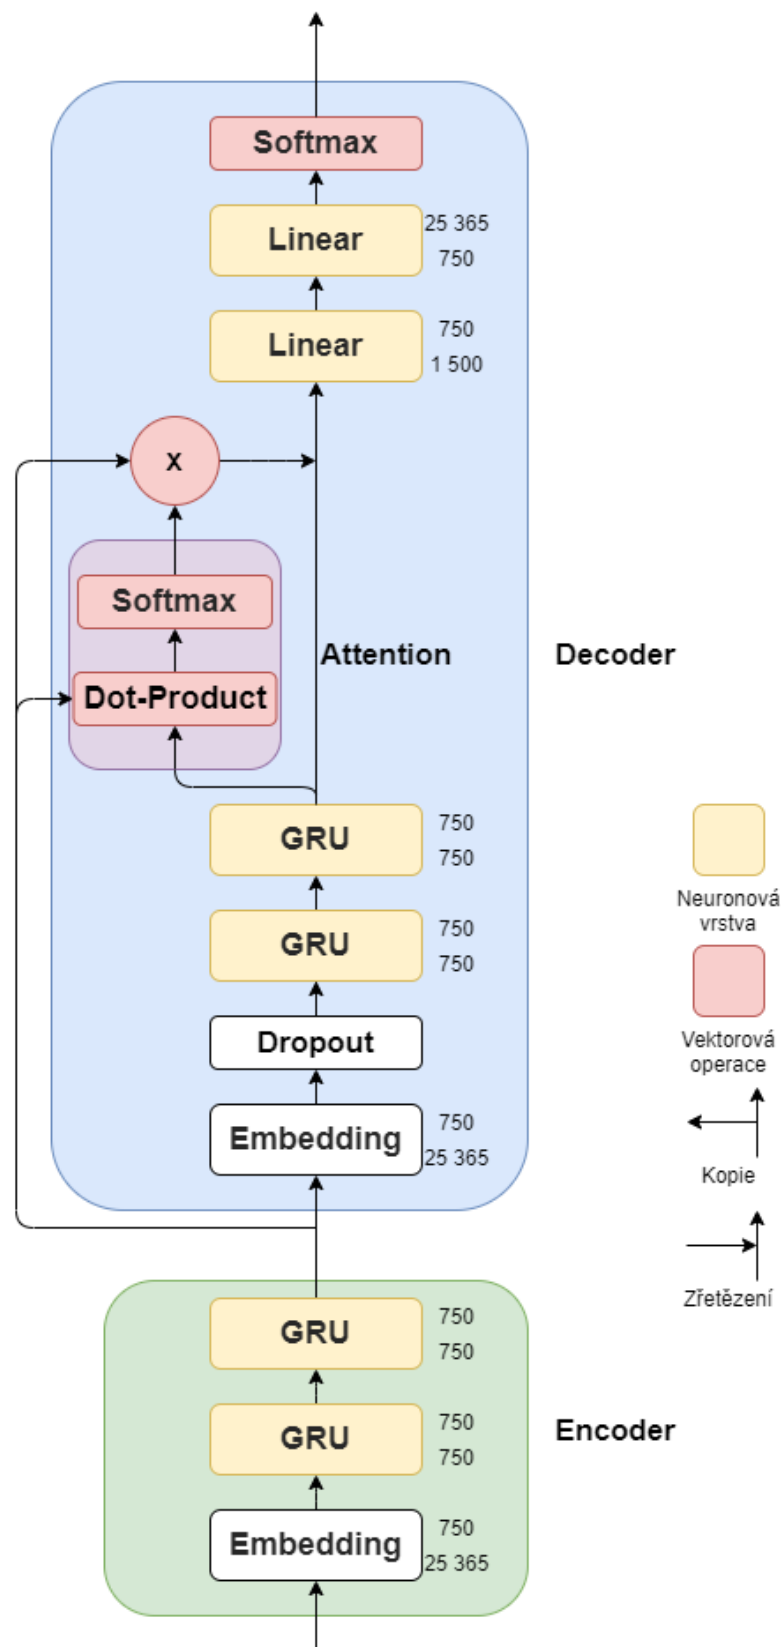 Softmax
Linear
25 365
750
Linear
750
1 500
x
Softmax
Attention
Decoder
Dot-Product
GRU
750
750
GRU
750
750
Dropout
Embedding
750
25 365
Neuronová
vrstva
Vektorová
operace
Kopie
Zřetězení
GRU
750
750
GRU
750
750
Encoder
Embedding
750
25 365